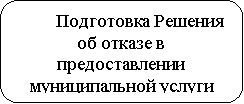 Подготовка Решения
об отказе в
предоставлении
муниципальной услуги